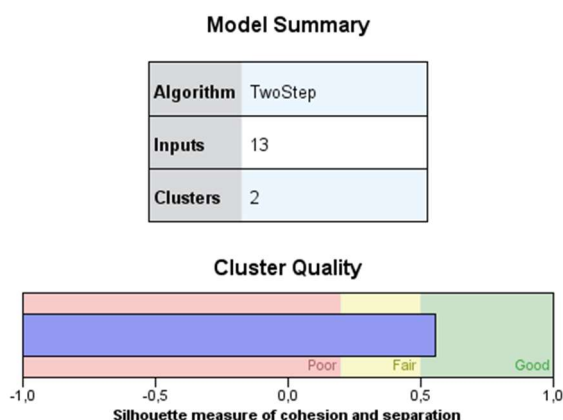 Model Summary
Algorithm TwoStep
Inputs 13
Clusters 2
Cluster Quality
Poor Fair Good
-1,0 -0,5 0,0 0,5 1,0
Silhouette measure of cohesion and separation